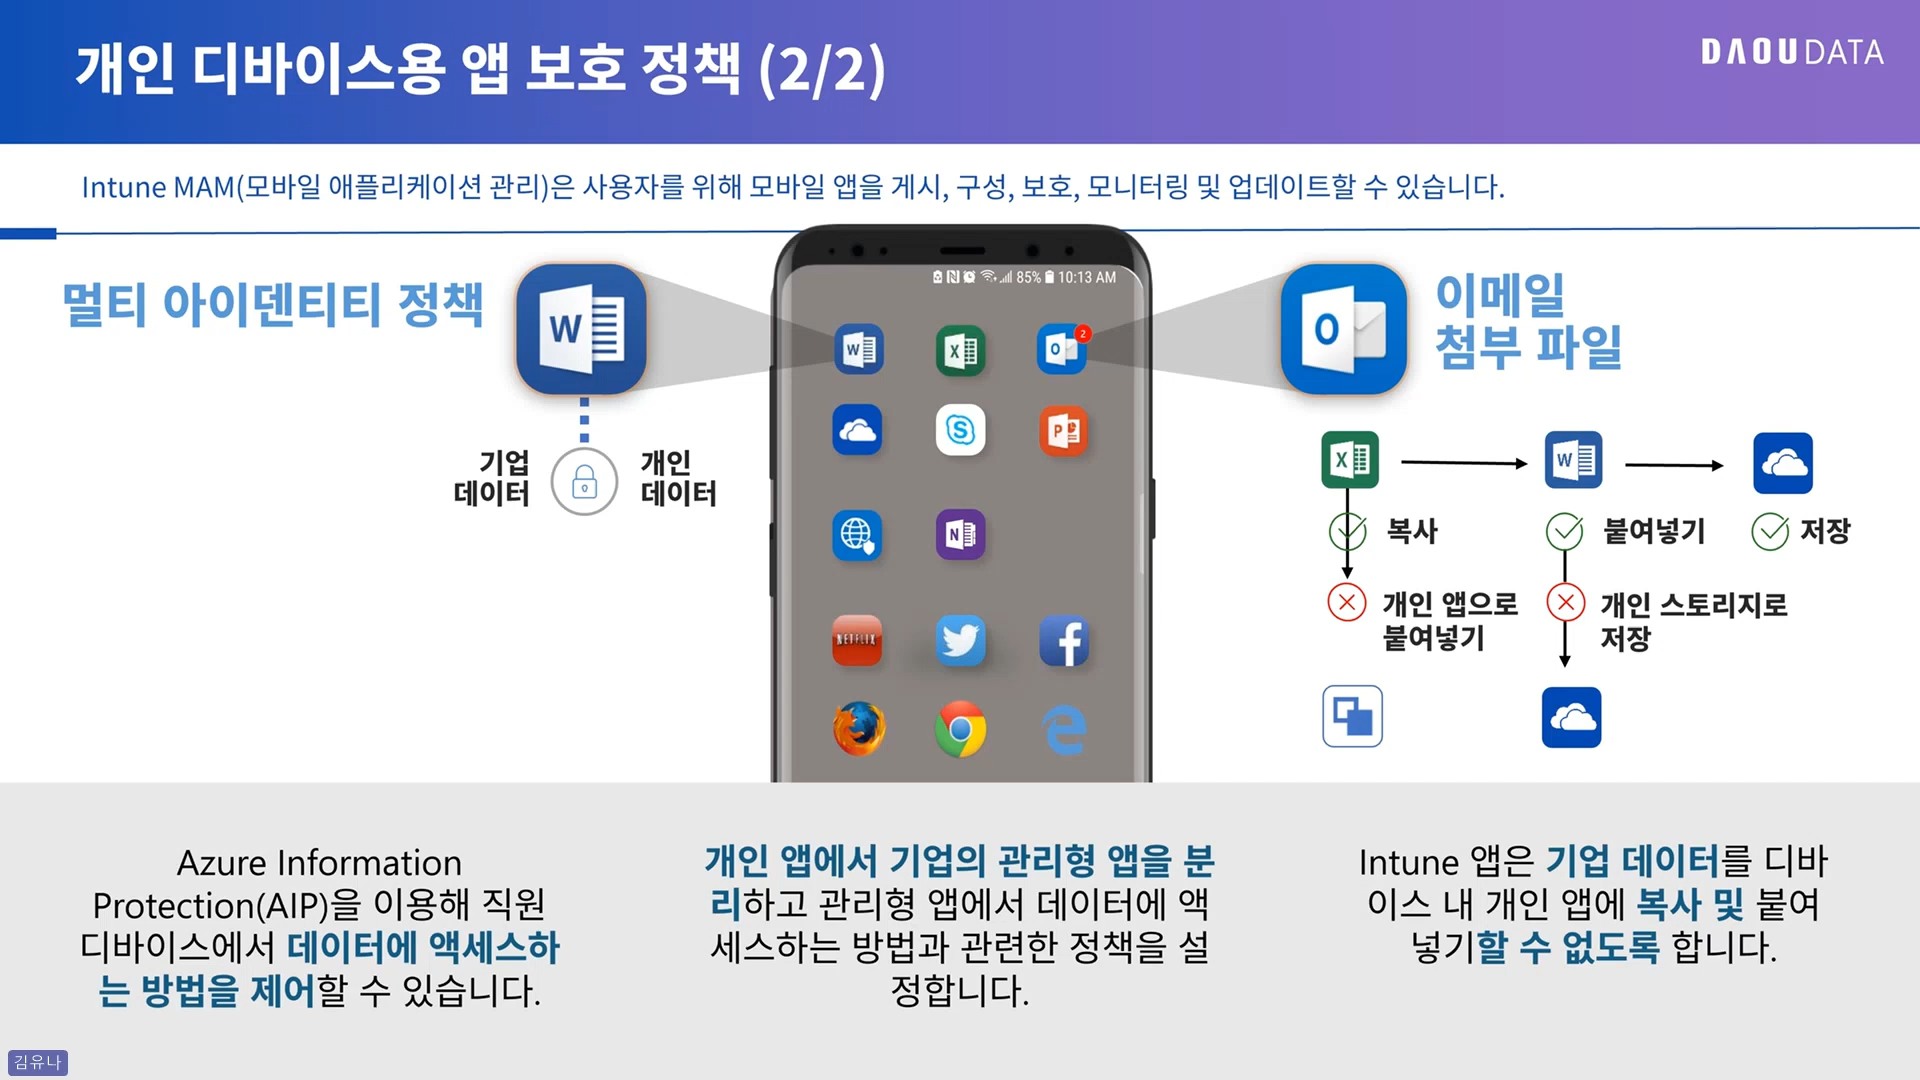 개인 디바이스용 앱 보호 정책 (2/2)
DAOU DATA
Intune MAM(모바일 애플리케이션 관리)은 사용자를 위해 모바일 앱을 게시, 구성, 보호, 모니터링 및 업데이트할 수 있습니다.
멀티 아이덴티티 정책
기업
데이터
개인
데이터
85% 10:13 AM
2
NETFLIX
이메일
첨부 파일
복사
붙여넣기
저장
개인 앱으로
붙여넣기
개인 스토리지로
저장
Azure Information
Protection(AIP)을 이용해 직원
디바이스에서 데이터에 액세스하
는 방법을 제어할 수 있습니다.
개인 앱에서 기업의 관리형 앱을 분
리하고 관리형 앱에서 데이터에 액
세스하는 방법과 관련한 정책을 설
정합니다.
Intune 앱은 기업 데이터를 디바
이스 내 개인 앱에 복사 및 붙여
넣기할 수 없도록 합니다.
김유나